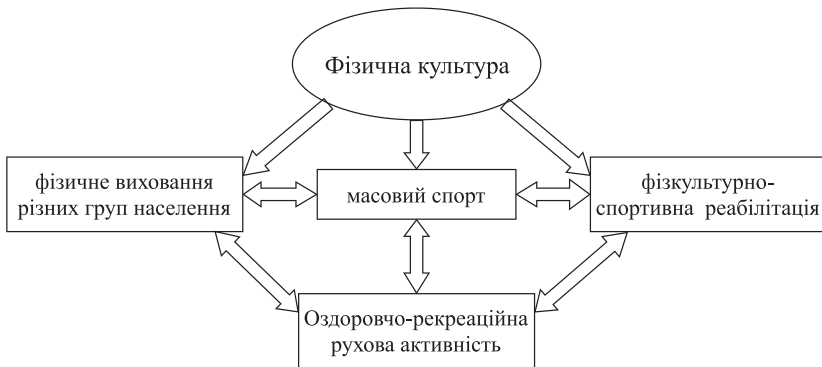 Фізична культура
фізичне виховання
різних груп населення
масовий спорт
фізкультурно-
спортивна реабілітація
Оздоровчо-рекреаційна
рухова активність